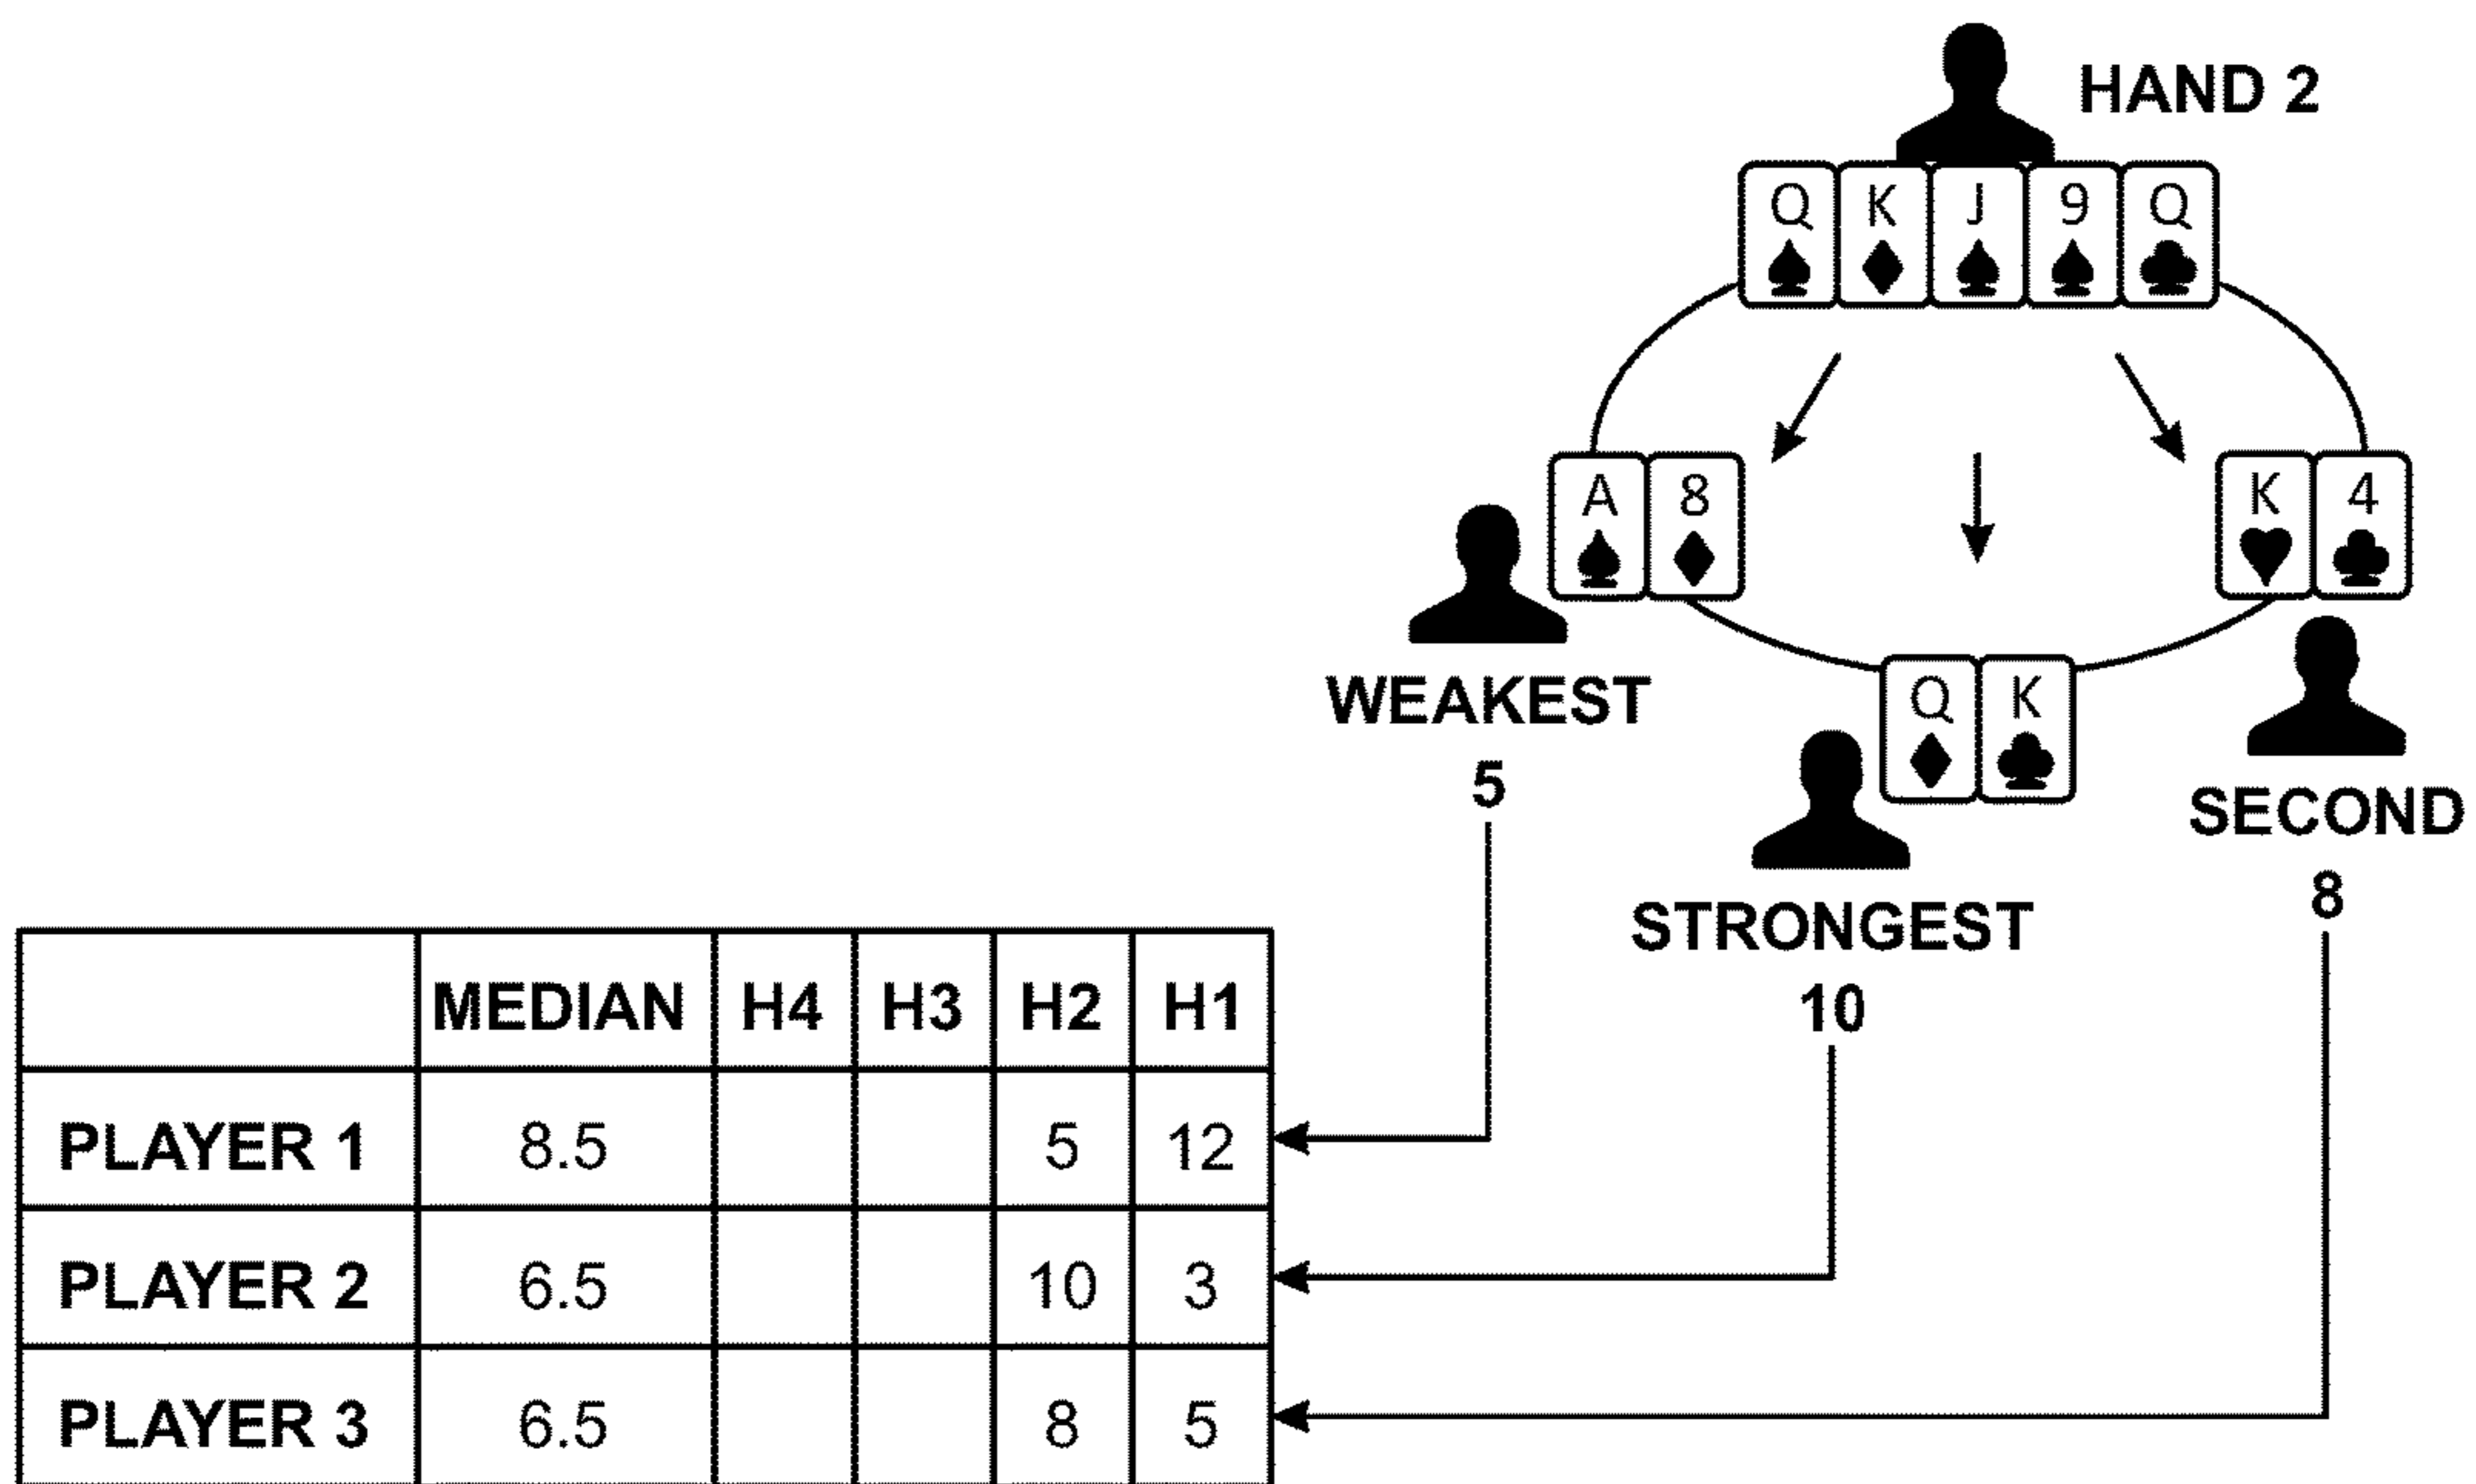 HAND 2
Q K J 9 Q
A 8
K 4
WEAKEST
5
Q K
SECOND
8
STRONGEST
10
MEDIAN H4 H3 H2 H1
PLAYER 1 8.5 5 12
PLAYER 2 6.5 10 3
PLAYER 3 6.5 8 5